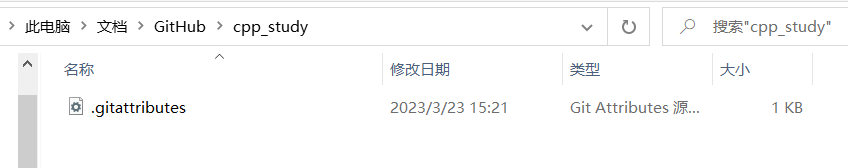 此电脑 > 文档 > GitHub > cpp_study 搜索"cpp_study"
名称 修改日期 类型 大小
.gitattributes 2023/3/23 15:21 Git Attributes 源... 1 KB